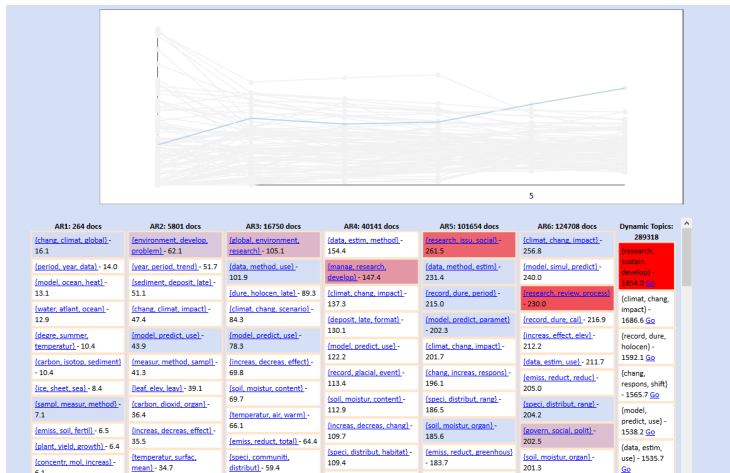 5
AR1: 264 docs
{chang, climat, global} -
16.1
{period, year, data} - 14.0
{model, ocean, heat} -
13.1
{water, atlant, ocean} -
12.9
{degre, summer,
temperatur} - 10.4
{carbon, isotop, sediment}
- 10.4
{ice, sheet, sea} - 8.4
{sampl, measur, method} -
7.1
{emiss, soil, fertil} - 6.5
{plant, yield, growth} - 6.4
{concentr, mol, increas} -
6.1
AR2: 5801 docs
{environment, develop,
problem} - 62.1
{year, period, trend} - 51.7
{sediment, deposit, late} -
51.1
{chang, climat, impact} -
47.4
{model, predict, use} -
43.9
{measur, method, sampl} -
41.3
{leaf, elev, leav} - 39.1
{carbon, dioxid, organ} -
36.4
{increas, decreas, effect} -
35.5
{temperatur, surfac,
mean} - 34.7
AR3: 16750 docs
{global, environment,
research} - 105.1
{data, method, use} -
101.9
{dure, holocen, late} - 89.3
{climat, chang, scenario} -
84.3
{model, predict, use} -
78.3
{increas, decreas, effect} -
69.8
{soil, moistur, content} -
69.7
{temperatur, air, warm} -
66.1
{emiss, reduct, total} - 64.4
{speci, communiti,
distribut} - 59.4
AR4: 40141 docs
{data, estim, method} -
154.4
{manag, research,
develop} - 147.4
{climat, chang, impact} -
137.3
{deposit, late, format} -
130.1
{model, predict, use} -
122.2
{record, glacial, event} -
113.4
{soil, moistur, content} -
112.9
{increas, decreas, chang} -
109.7
{speci, distribut, habitat} -
109.4
AR5: 101654 docs
{research, issu, social} -
261.5
{data, method, estim} -
231.4
{record, dure, period} -
215.0
{model, predict, paramet}
- 202.3
{climat, chang, impact} -
201.7
{chang, increas, respons} -
196.1
{speci, distribut, rang} -
186.5
{soil, moistur, organ} -
185.6
{emiss, reduct, greenhous}
- 183.7
AR6: 124708 docs
{climat, chang, impact} -
256.8
{model, simul, predict} -
240.0
{research, review, process}
- 230.0
{record, dure, cal} - 216.9
{increas, effect, elev} -
212.2
{data, estim, use} - 211.7
{emiss, reduct, reduc} -
205.0
{speci, distribut, rang} -
204.2
{govern, social, polit} -
202.5
{soil, moistur, organ} -
201.3
Dynamic Topics:
289318
{research,
sustain,
develop} -
1854.0 Go
{climat, chang,
impact} -
1686.6 Go
{record, dure,
holocen} -
1592.1 Go
{chang,
respons, shift}
- 1565.7 Go
{model,
predict, use} -
1538.2 Go
{data, estim,
use} - 1535.7
Go